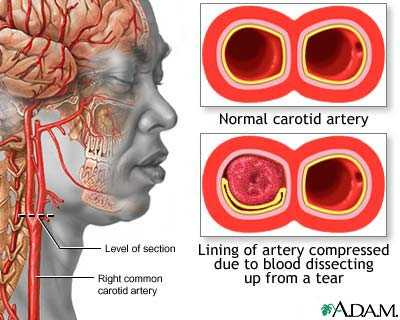 Normal carotid artery
Level of section
Right common
carotid artery
Lining of artery compressed
due to blood dissecting
up from a tear
A.D.A.M.